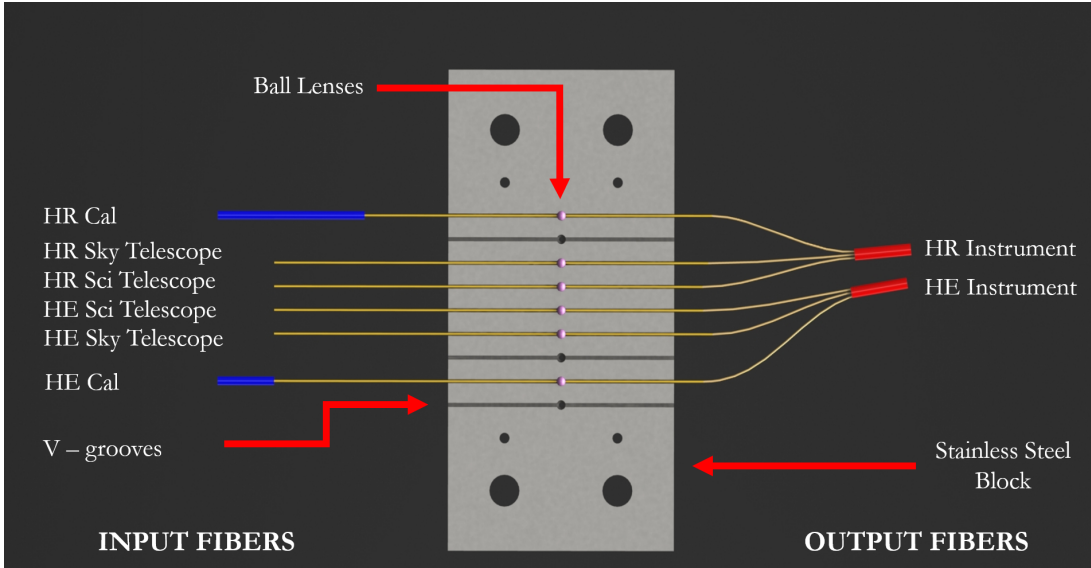 Ball Lenses
HR Cal
HR Sky Telescope
HR Sci Telescope
HE Sci Telescope
HE Sky Telescope
HE Cal
V – grooves
HR Instrument
HE Instrument
Stainless Steel
Block
INPUT FIBERS
OUTPUT FIBERS